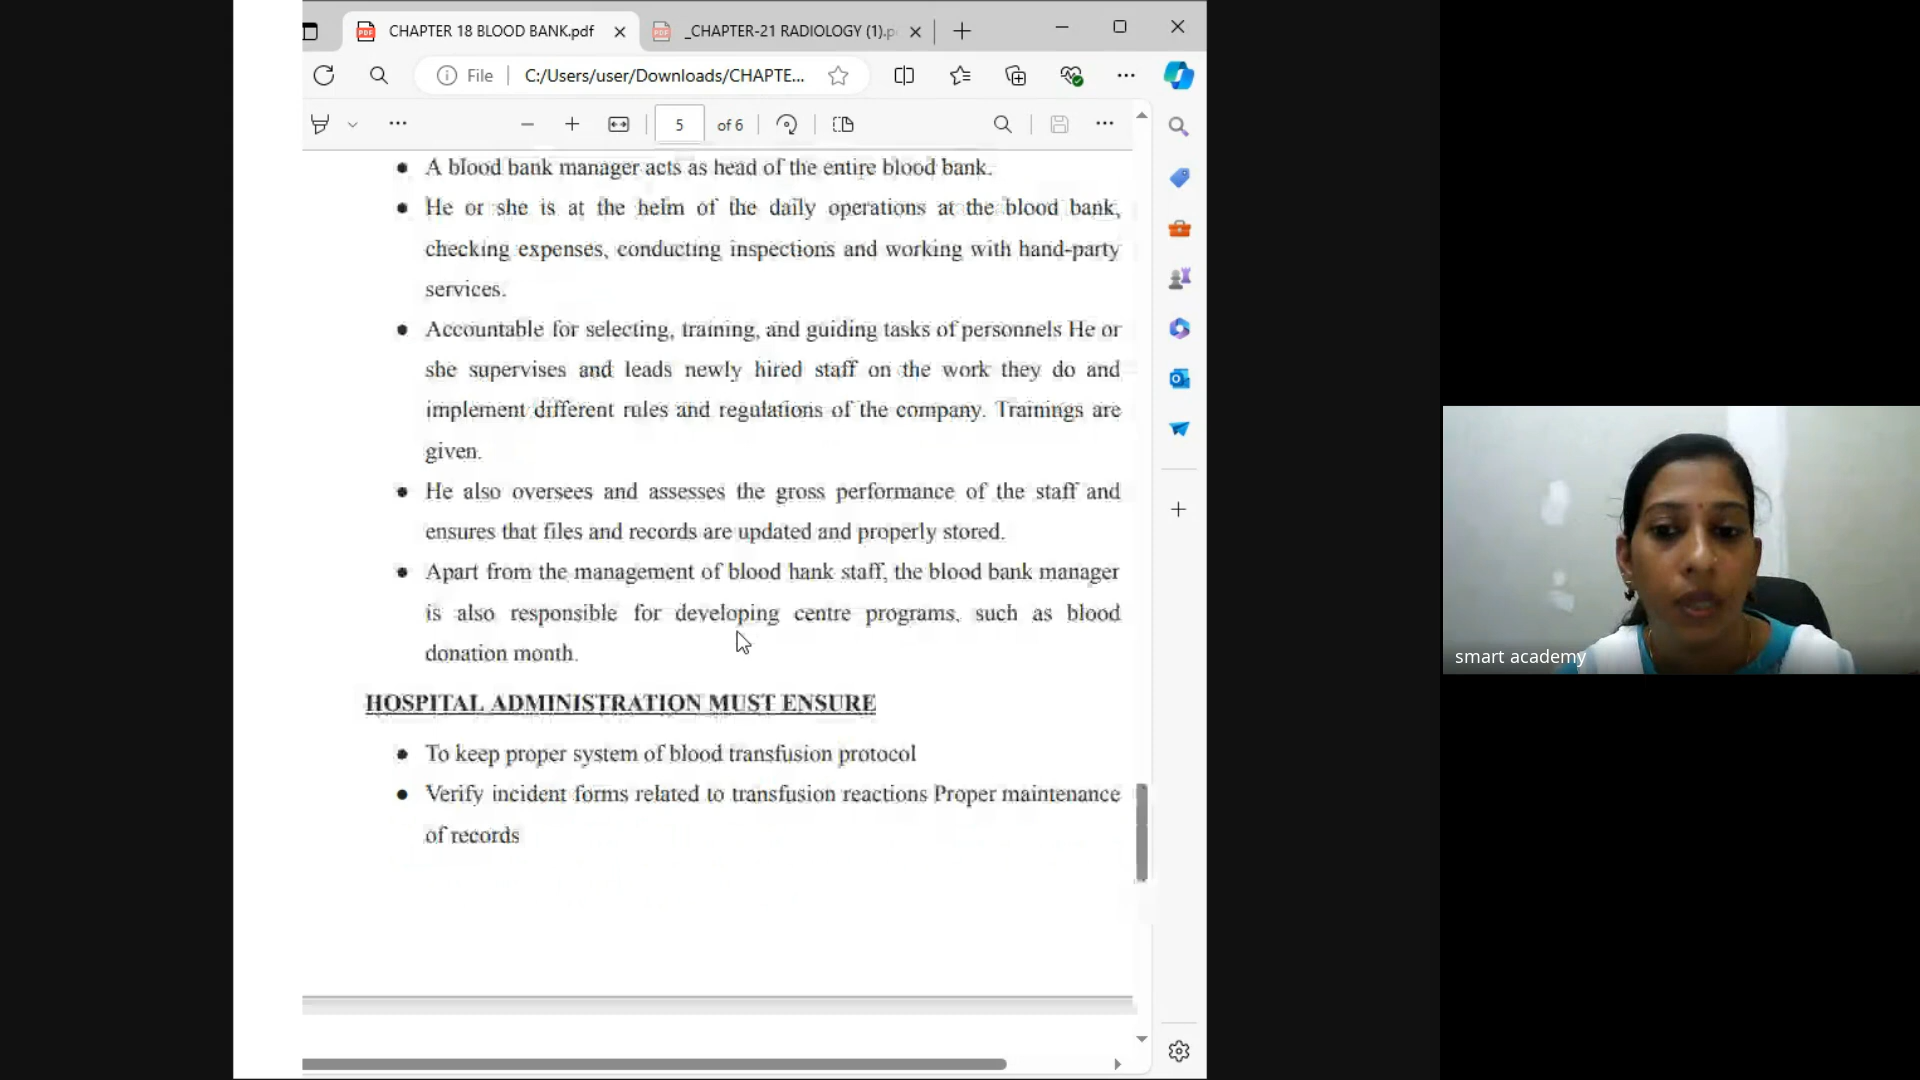 CHAPTER 18 BLOOD BANK.pdf
_CHAPTER-21 RADIOLOGY (1).p
File
C:/Users/user/Downloads/CHAPTE...
5 of 6
• A blood bank manager acts as head of the entire blood bank.
• He or she is at the helm of the daily operations at the blood bank,
checking expenses, conducting inspections and working with hand-party
services.
• Accountable for selecting, training, and guiding tasks of personnels He or
she supervises and leads newly hired staff on the work they do and
implement different rules and regulations of the company. Trainings are
given.
• He also oversees and assesses the gross performance of the staff and
ensures that files and records are updated and properly stored.
• Apart from the management of blood hank staff, the blood bank manager
is also responsible for developing centre programs, such as blood
donation month.
HOSPITAL ADMINISTRATION MUST ENSURE
• To keep proper system of blood transfusion protocol
• Verify incident forms related to transfusion reactions Proper maintenance
of records
smart academy